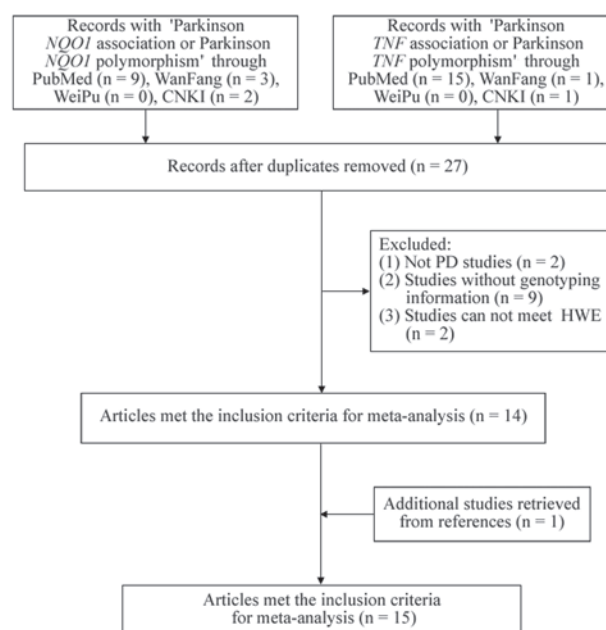 Records with 'Parkinson
NQO1 association or Parkinson
NQO1 polymorphism' through
PubMed (n = 9), WanFang (n = 3),
WeiPu (n = 0), CNKI (n = 2)
Records with 'Parkinson
TNF association or Parkinson
TNF polymorphism' through
PubMed (n = 15), WanFang (n = 1),
WeiPu (n = 0), CNKI (n = 1)
Records after duplicates removed (n = 27)
Excluded:
(1) Not PD studies (n = 2)
(2) Studies without genotyping
information (n = 9)
(3) Studies can not meet HWE
(n = 2)
Articles met the inclusion criteria for meta-analysis (n = 14)
Additional studies retrieved
from references (n = 1)
Articles met the inclusion criteria
for meta-analysis (n = 15)